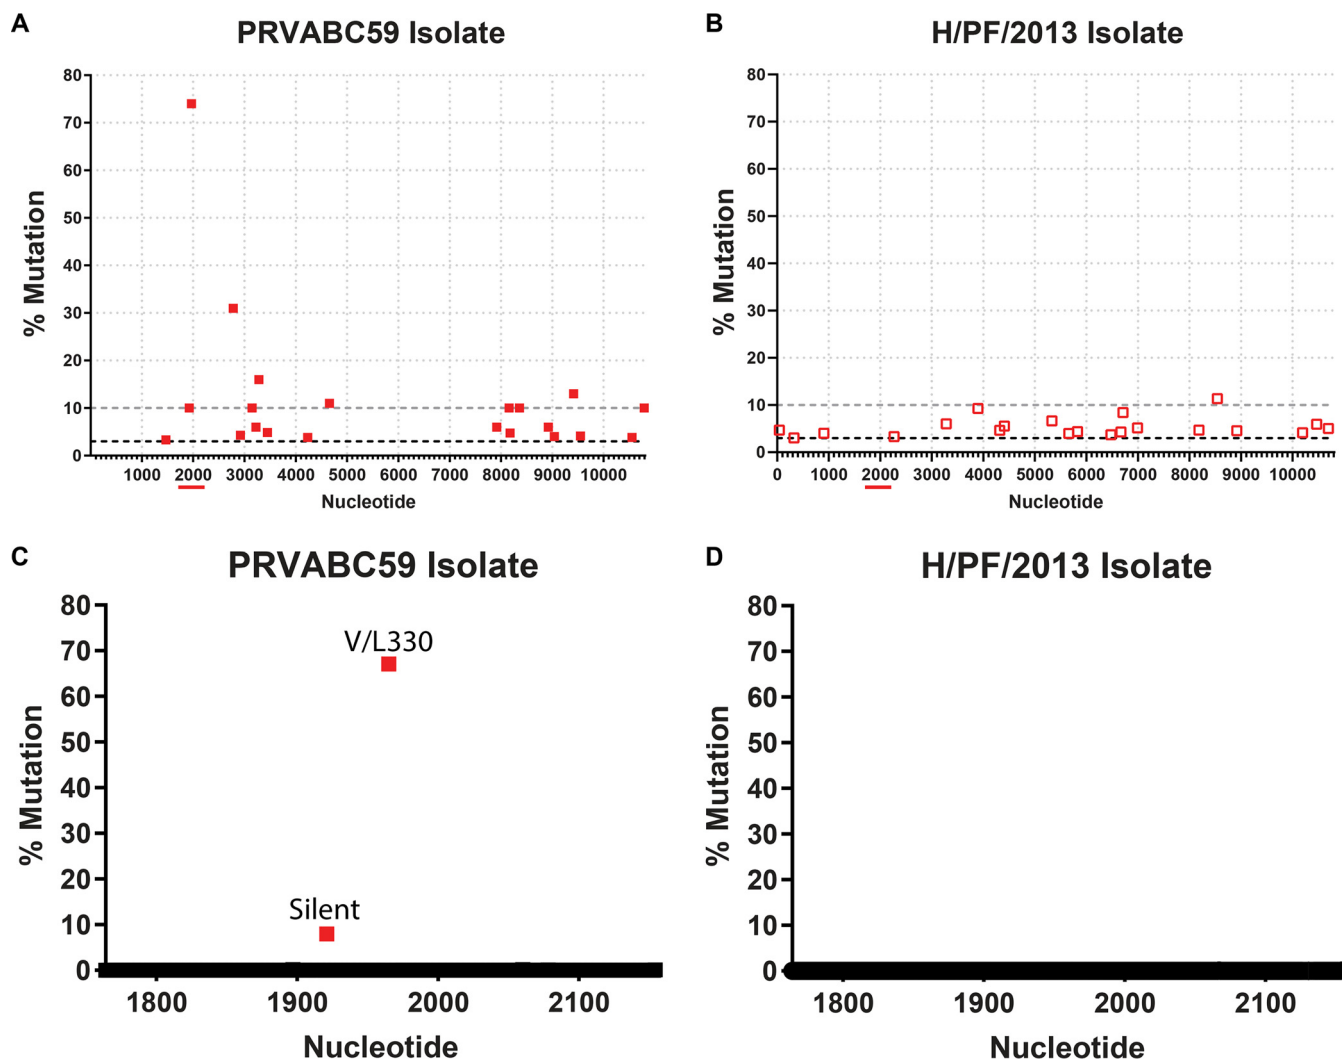 A
PRVABC59 Isolate
80
70
60
50
40
30
20
10
0
% Mutation
1000 2000 3000 4000 5000 6000 7000 8000 9000 10000
Nucleotide
B
H/PF/2013 Isolate
80
70
60
50
40
30
20
10
0
% Mutation
0 1000 2000 3000 4000 5000 6000 7000 8000 9000 10000
Nucleotide
C
PRVABC59 Isolate
80
70
60
50
40
30
20
10
0
% Mutation
V/L330
Silent
1800 1900 2000 2100
Nucleotide
D
H/PF/2013 Isolate
80
70
60
50
40
30
20
10
0
% Mutation
1800 1900 2000 2100
Nucleotide